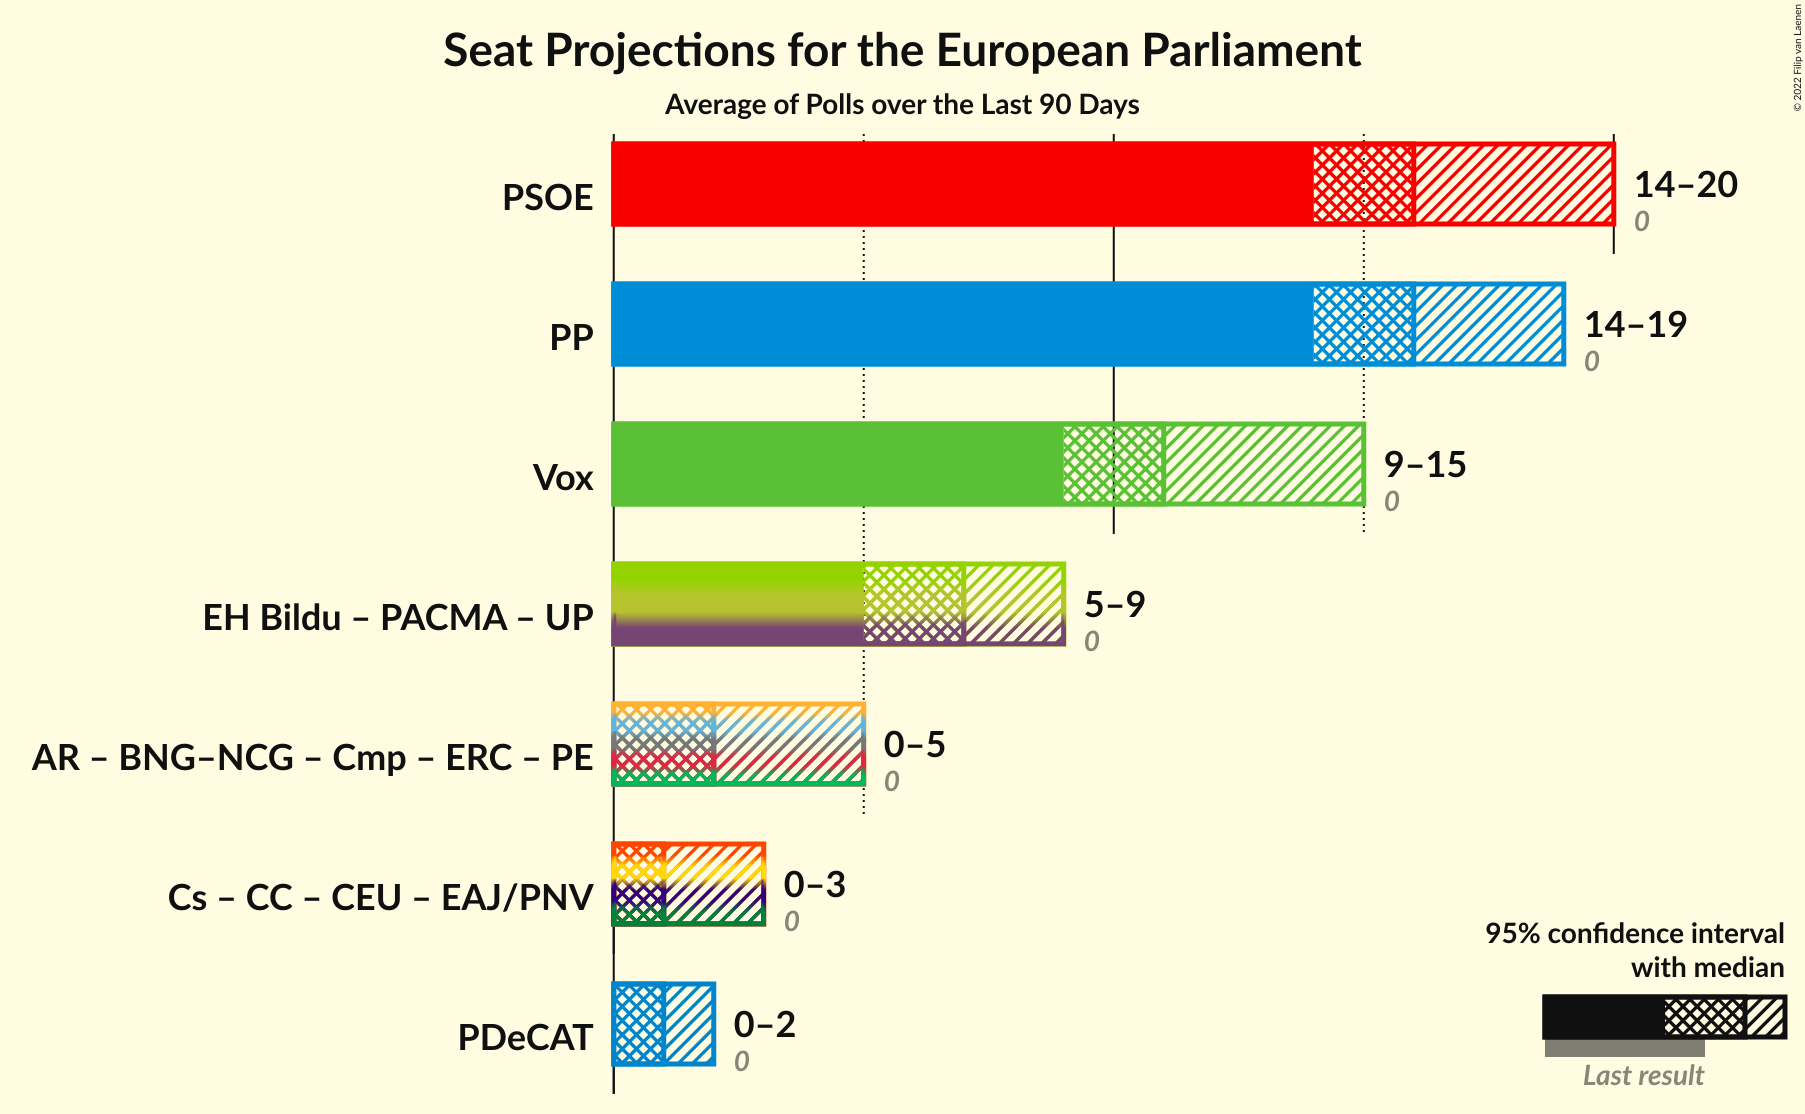 Seat Projections for the European Parliament
Average of Polls over the Last 90 Days
© 2022 Filip van Laenen
PSOE
14–20
0
PP
14–19
0
Vox
9–15
0
EH Bildu – PACMA – UP
5–9
0
AR – BNG–NCG – Cmp – ERC – PE
0–5
0
Cs – CC – CEU – EAJ/PNV
0–3
0
PDeCAT
0–2
0
95% confidence interval
with median
Last result